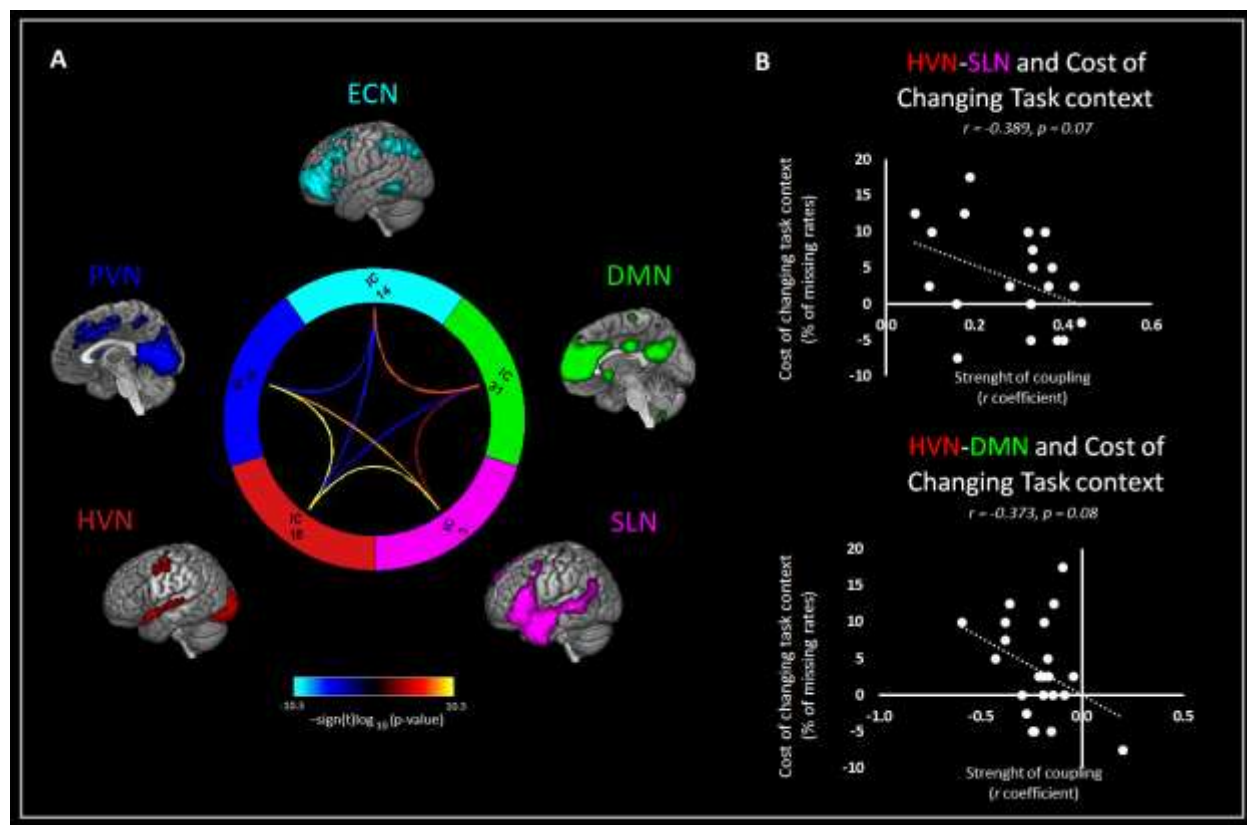 A
ECN
PVN
DMN
HVN
SLN
IC
14
IC
IC
18
−sign(t)log10(p-value)
B
HVN-SLN and Cost of
Changing Task context
r = -0.389, p = 0.07
Cost of changing task context
(% of missing rates)
20
15
10
5
0
-5
-10
0.0
0.2
0.4
0.6
Strenght of coupling
(r coefficient)
HVN-DMN and Cost of
Changing Task context
r = -0.373, p = 0.08
Cost of changing task context
(% of missing rates)
20
15
10
5
0
-5
-10
-1.0
-0.5
0.0
0.5
Strenght of coupling
(r coefficient)